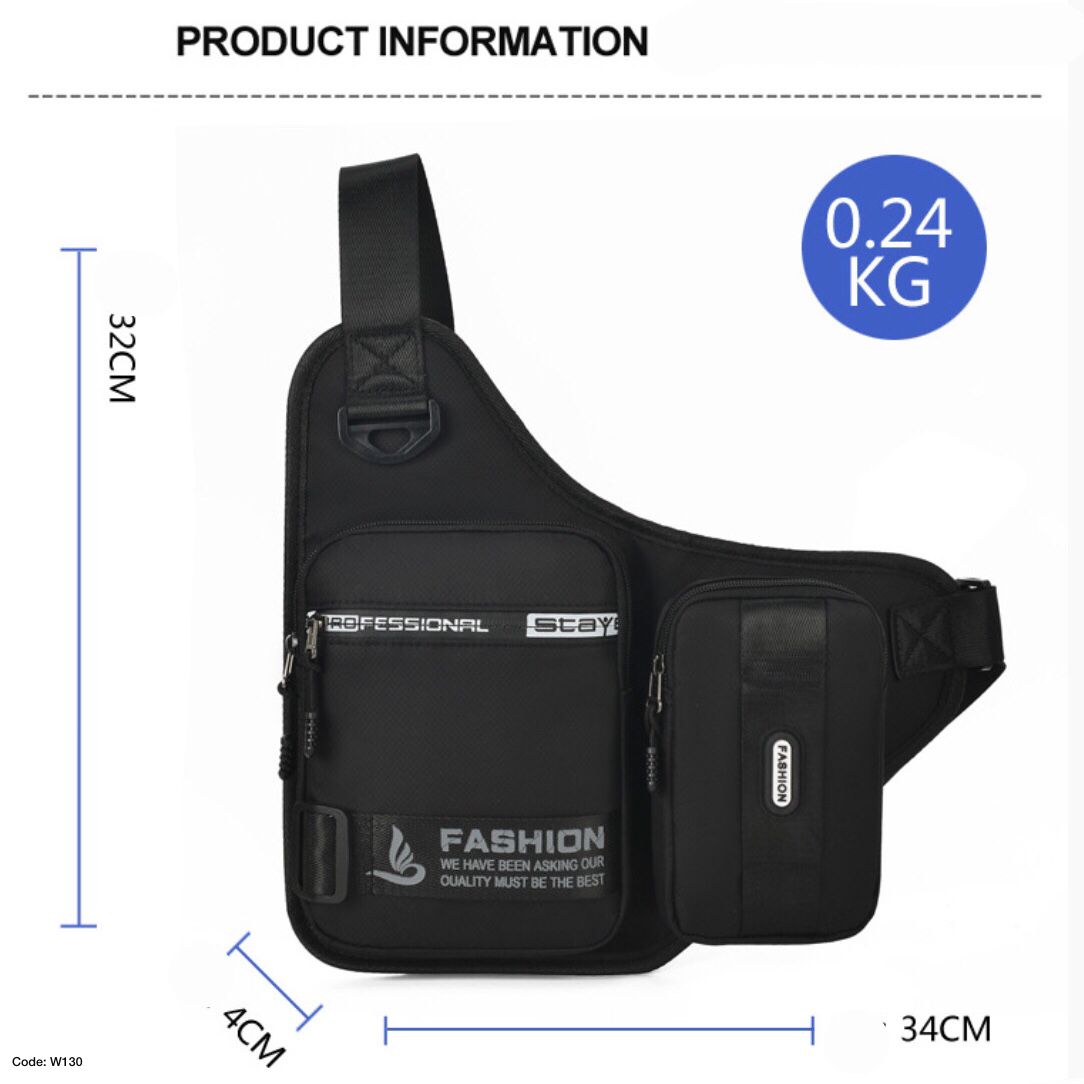 PRODUCT INFORMATION
0.24
KG
32CM
PROFESSIONAL
FASHION
FASHION
WE HAVE BEEN ASKING OUR
OUALITY MUST BE THE BEST
4CM
34CM
Code: W130